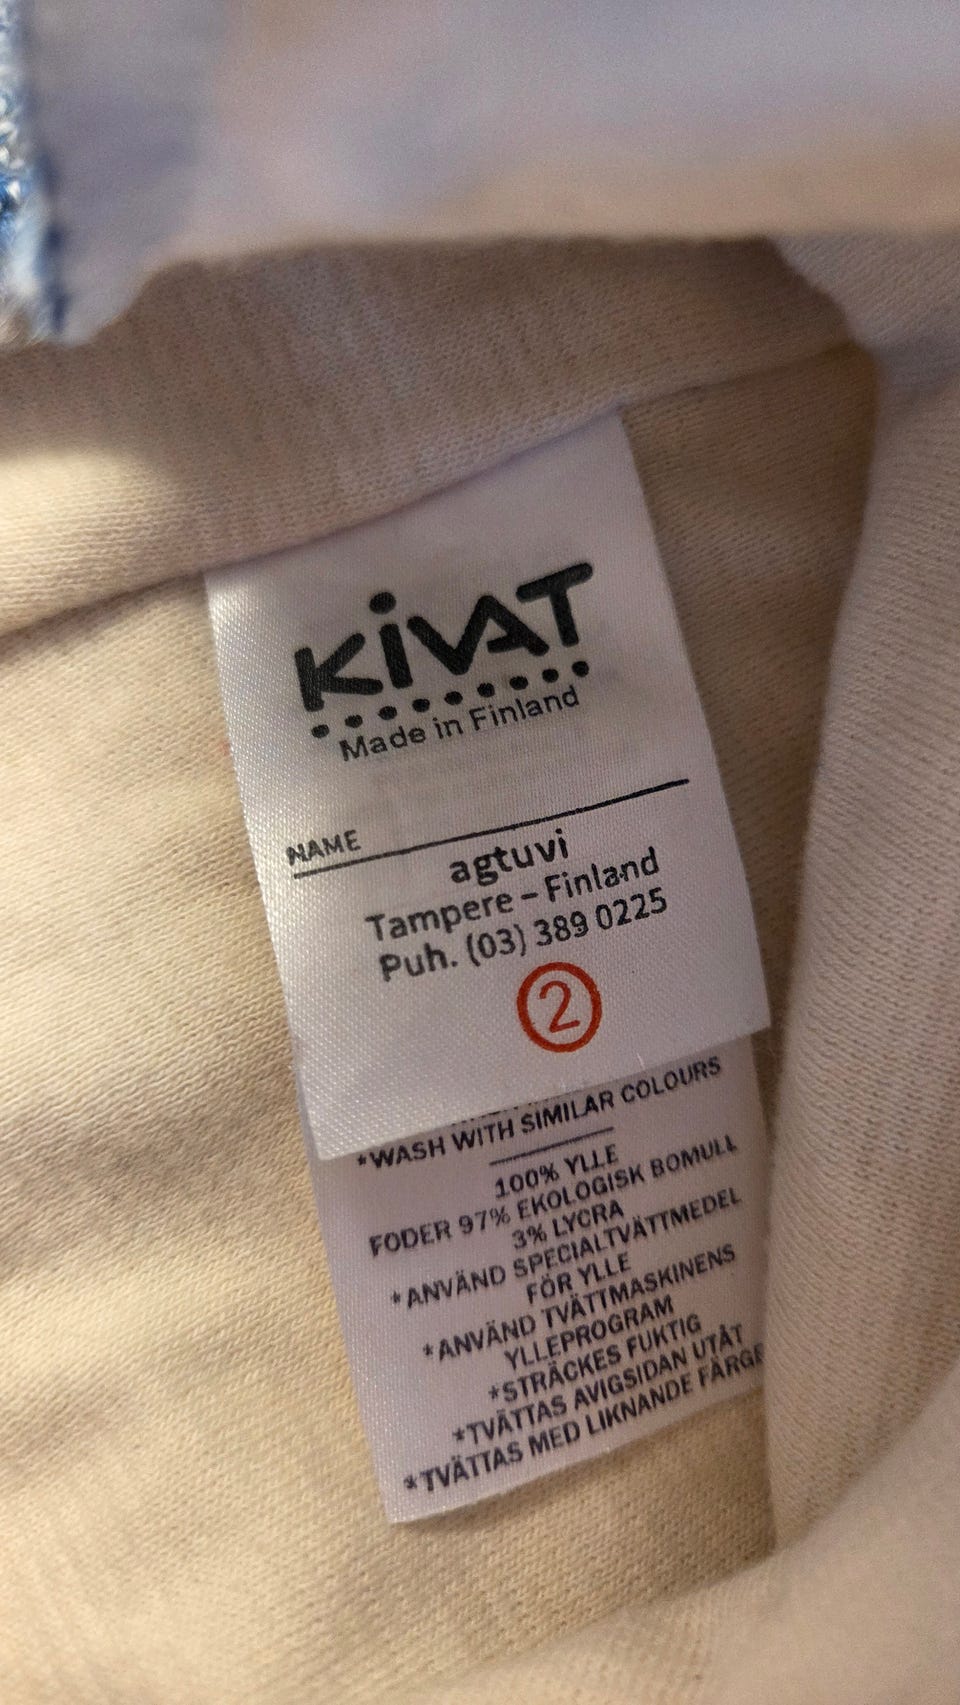 KiVAT
Made in Finland
NAME
agtuvi
Tampere – Finland
Puh. (03) 389 0225
2
*WASH WITH SIMILAR COLOURS
100% YLLE
FODER 97% EKOLOGISK BOMULL
3% LYCRA
*ANVÄND SPECIALTVÄTTMEDEL
FÖR YLLE
*ANVÄND TVÄTTMASKINENS
YLLEPROGRAM
*STRÄCKES FUKTIG
*TVÄTTAS AVIGSIDAN UTÅT
*TVÄTTAS MED LIKNANDE FÄRGE